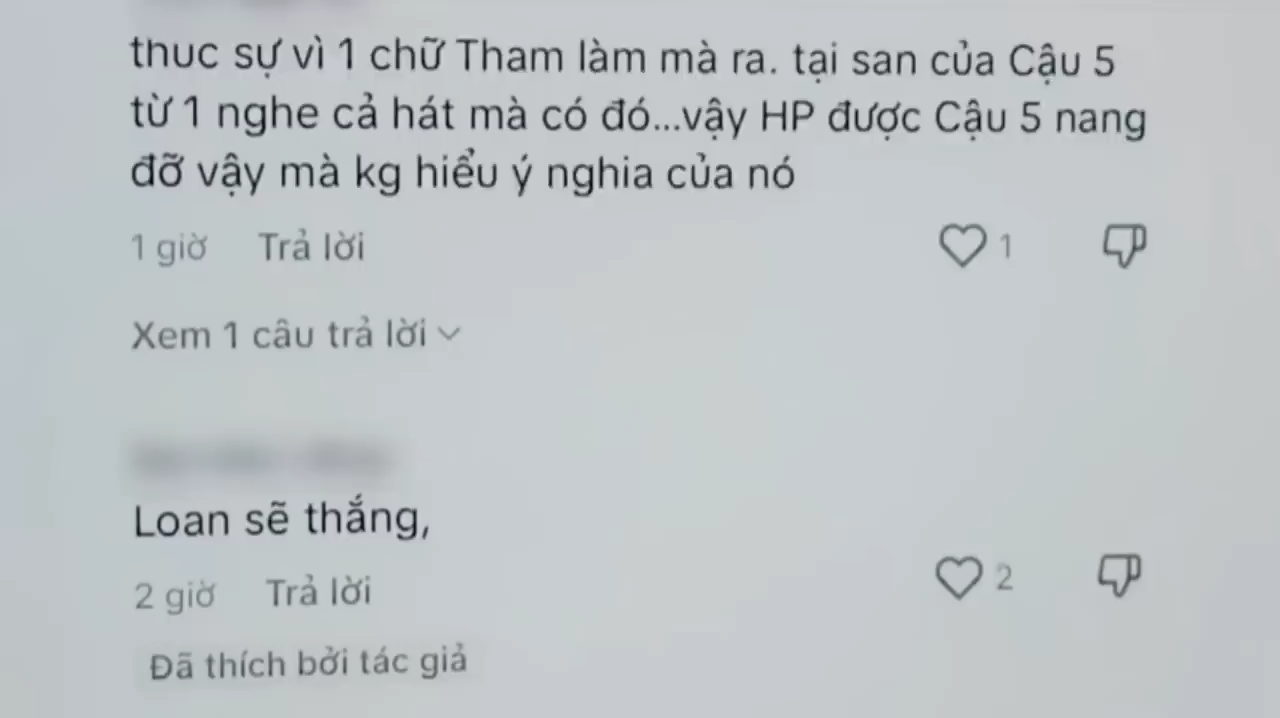 thuc sự vì 1 chữ Tham làm mà ra. tại san của Cậu 5
từ 1 nghe cả hát mà có đó...vậy HP được Cậu 5 nang
đỡ vậy mà kg hiểu ý nghia của nó
1 giờ Trả lời 1
Xem 1 câu trả lời
Loan sẽ thắng,
2 giờ Trả lời 2
Đã thích bởi tác giả